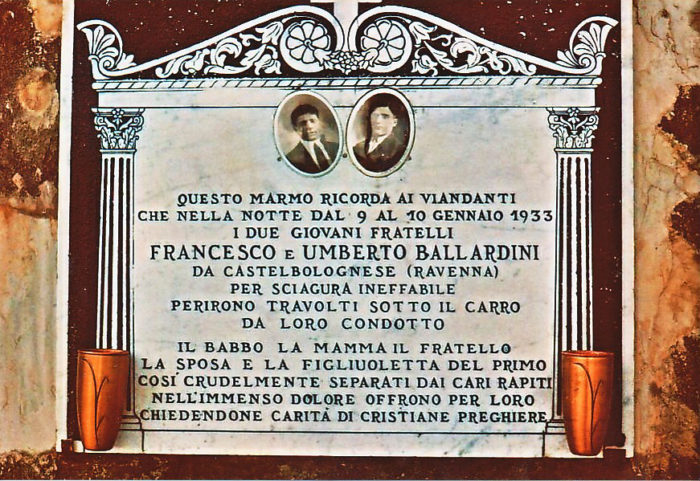 QUESTO MARMO RICORDA AI VIANDANTI
CHE NELLA NOTTE DAL 9 AL 10 GENNAIO 1933
I DUE GIOVANI FRATELLI
FRANCESCO E UMBERTO BALLARDINI
DA CASTELBOLOGNESE (RAVENNA)
PER SCIAGURA INEFFABILE
PERIRONO TRAVOLTI SOTTO IL CARRO
DA LORO CONDOTTO
IL BABBO LA MAMMA IL FRATELLO
LA SPOSA E LA FIGLIUOLETTA DEL PRIMO
COSÍ CRUDELMENTE SEPARATI DAI CARI RAPITI
NELL'IMMENSO DOLORE OFFRONO PER LORO
CHIEDENDONE CARITÀ DI CRISTIANE PREGHIERE